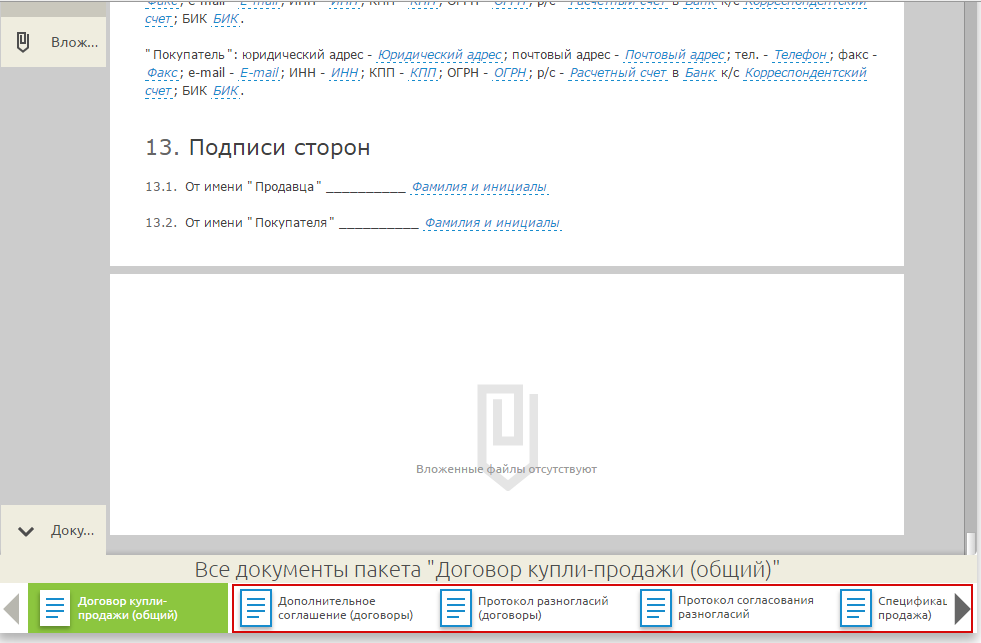 Факс; e-mail - E-mail; ИНН - ИНН; КПП - КПП; ОГРН - ОГРН; р/с - Расчетный счет в Банк к/с Корреспондентский
счет; БИК БИК.
Влож...
"Покупатель": юридический адрес - Юридический адрес; почтовый адрес - Почтовый адрес; тел. - Телефон; факс -
Факс; e-mail - E-mail; ИНН - ИНН; КПП - КПП; ОГРН - ОГРН; р/с - Расчетный счет в Банк к/с Корреспондентский
счет; БИК БИК.
13. Подписи сторон
13.1. От имени "Продавца" __________ Фамилия и инициалы
13.2. От имени "Покупателя" __________ Фамилия и инициалы
Вложенные файлы отсутствуют
Доку...
Все документы пакета "Договор купли-продажи (общий)"
Договор купли-
продажи (общий)
Дополнительное
соглашение (договоры)
Протокол разногласий
(договоры)
Протокол согласования
разногласий
Спецификац
продажа)